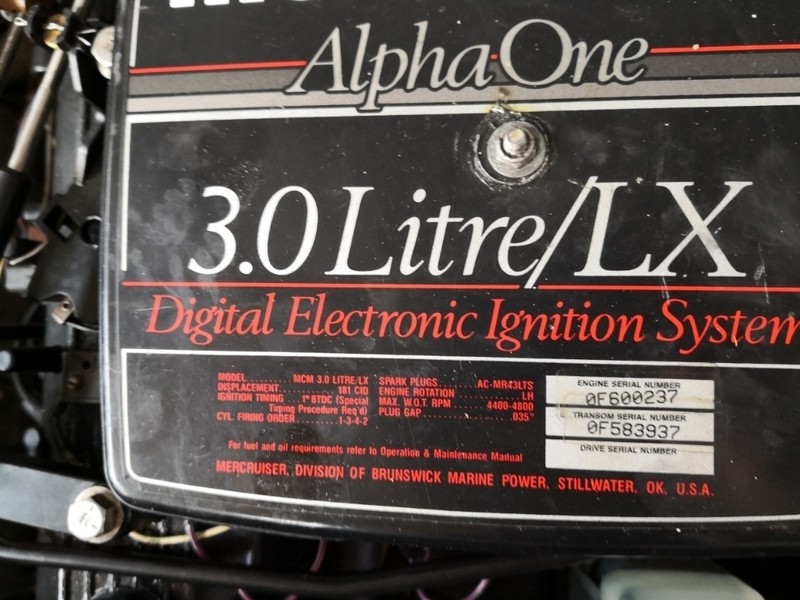 Alpha One
3.0 Litre/LX
Digital Electronic Ignition System
MODEL......... MCM 3.0 LITRE/LX
DISPLACEMENT............... 181 CID
IGNITION TIMING .... 1° BTDC (Special
Timing Procedure Req'd)
CYL. FIRING ORDER...........1-3-4-2
SPARK PLUGS........AC-MR43LTS
ENGINE ROTATION............. LH
MAX. W.O.T. RPM ...... 4400-4800
PLUG GAP.....................035"
ENGINE SERIAL NUMBER
0F600237
TRANSOM SERIAL NUMBER
0F583937
DRIVE SERIAL NUMBER
For fuel and oil requirements refer to Operation & Maintenance Manual
MERCRUISER, DIVISION OF BRUNSWICK MARINE POWER, STILLWATER, OK. U.S.A.